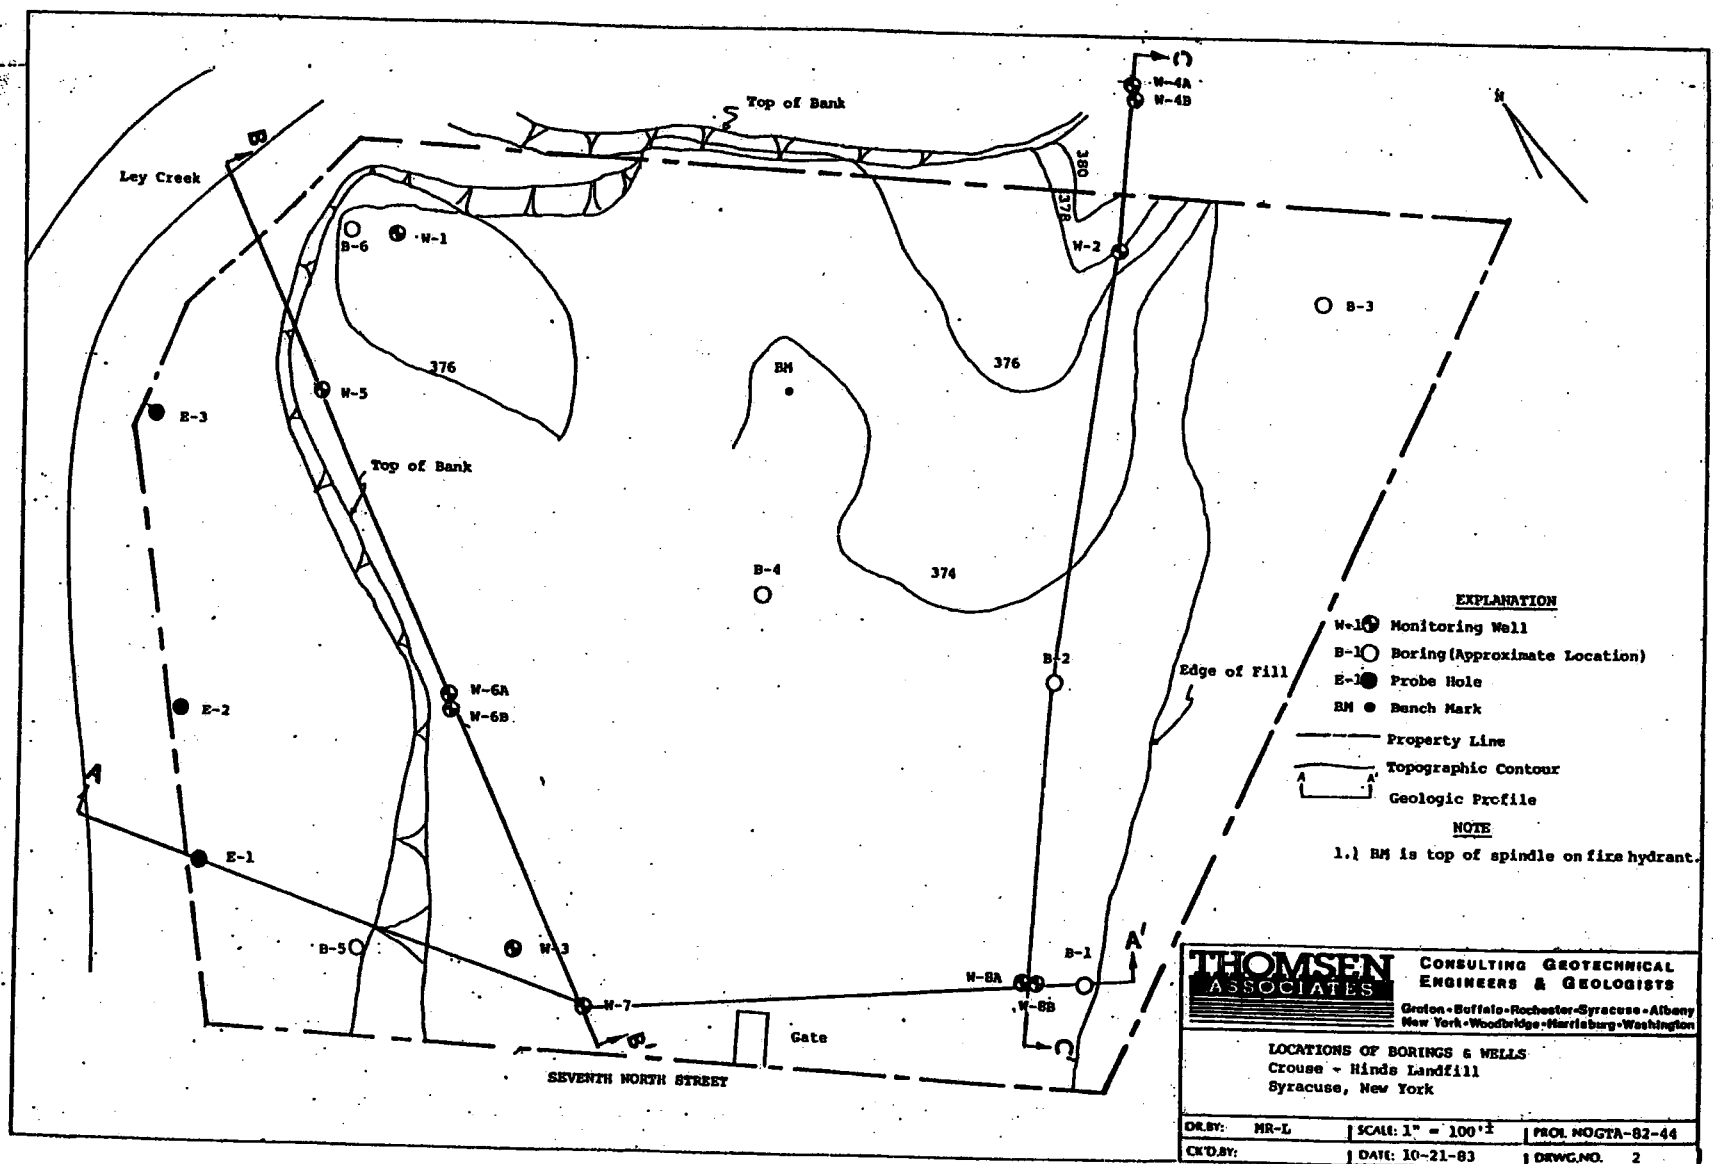 C
W-4A
W-4B
N
Top of Bank
B
Ley Creek
380
378
B-6
W-1
W-2
B-3
376
376
BM
W-5
E-3
Top of Bank
B-4
374
EXPLANATION
W-1 Monitoring Well
B-1 Boring (Approximate Location)
E-1 Probe Hole
BM Bench Mark
Property Line
Topographic Contour
A A'
Geologic Profile
NOTE
1.) BM is top of spindle on fire hydrant.
B-2
Edge of Fill
W-6A
W-6B
E-2
A
E-1
B-5
W-3
W-7
W-8A
W-8B
B-1
A'
B'
C'
Gate
SEVENTH NORTH STREET
THOMSEN
ASSOCIATES
CONSULTING GEOTECHNICAL
ENGINEERS & GEOLOGISTS
Groton•Buffalo•Rochester•Syracuse•Albany
New York•Woodbridge•Harrisburg•Washington
LOCATIONS OF BORINGS & WELLS
Crouse - Hinds Landfill
Syracuse, New York
DR.BY: MR-L SCALE: 1" = 100'± PROJ. NO GTA-82-44
CK'D.BY: DATE: 10-21-83 DRWG.NO. 2